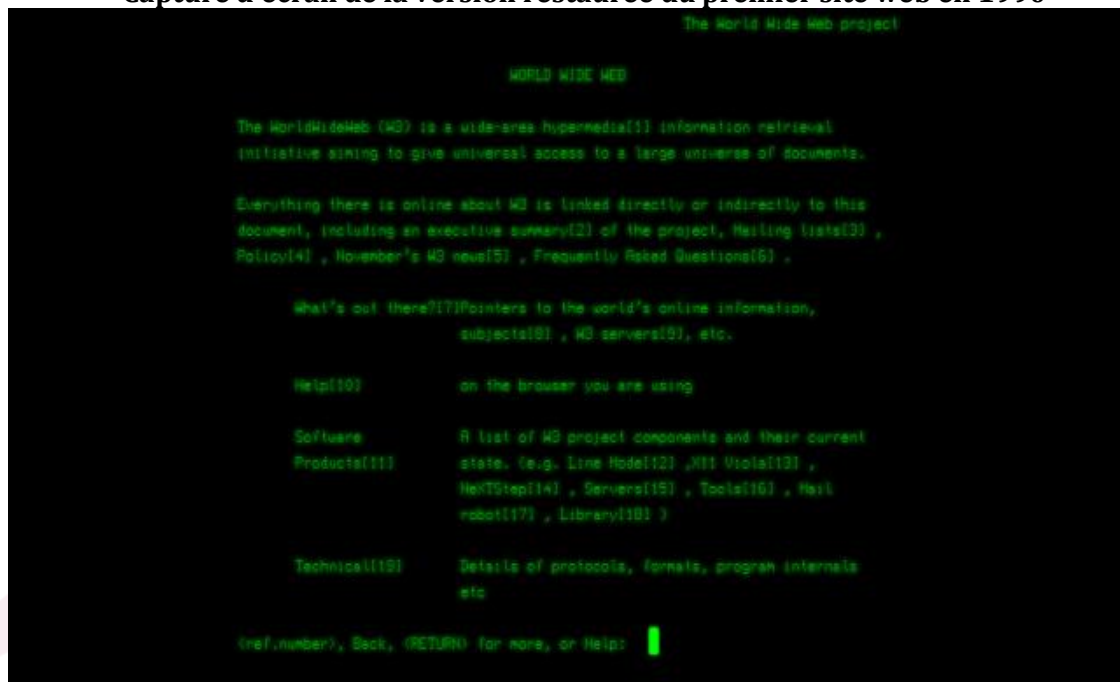 Capture d'écran de la version restaurée du premier site web en 1990
The World Wide Web project
WORLD WIDE WEB
The WorldWideWeb (W3) is a wide-area hypermedia[1] information retrieval
initiative aiming to give universal access to a large universe of documents.
Everything there is online about W3 is linked directly or indirectly to this
document, including an executive summary[2] of the project, Mailing lists[3] ,
Policy[4] , November's W3 news[5] , Frequently Asked Questions[6] .
What's out there?[7]Pointers to the world's online information,
subjects[8] , W3 servers[9], etc.
Help[10] on the browser you are using
Software A list of W3 project components and their current
Products[11] state. (e.g. Line Mode[12] ,X11 Viola[13] ,
NeXTStep[14] , Servers[15] , Tools[16] , Mail
robot[17] , Library[18] )
Technical[19] Details of protocols, formats, program internals
etc
<ref.number>, Back, <RETURN> for more, or Help: